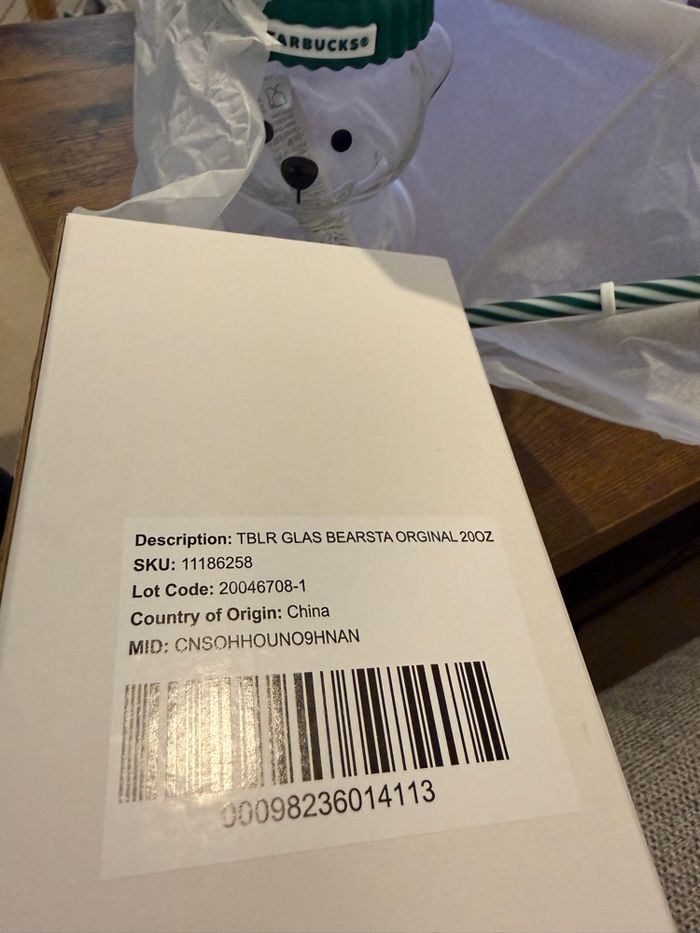 ARBUCKS®
Description: TBLR GLAS BEARSTA ORGINAL 20OZ
SKU: 11186258
Lot Code: 20046708-1
Country of Origin: China
MID: CNSOHHOUNO9HNAN
00098236014113